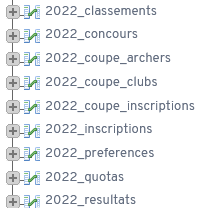 2022_classements
2022_concours
2022_coupe_archers
2022_coupe_clubs
2022_coupe_inscriptions
2022_inscriptions
2022_preferences
2022_quotas
2022_resultats